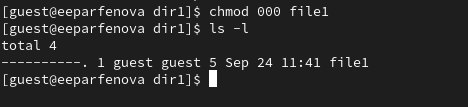 [guest@eeparfenova dir1]$ chmod 000 file1
[guest@eeparfenova dir1]$ ls -l
total 4
----------. 1 guest guest 5 Sep 24 11:41 file1
[guest@eeparfenova dir1]$